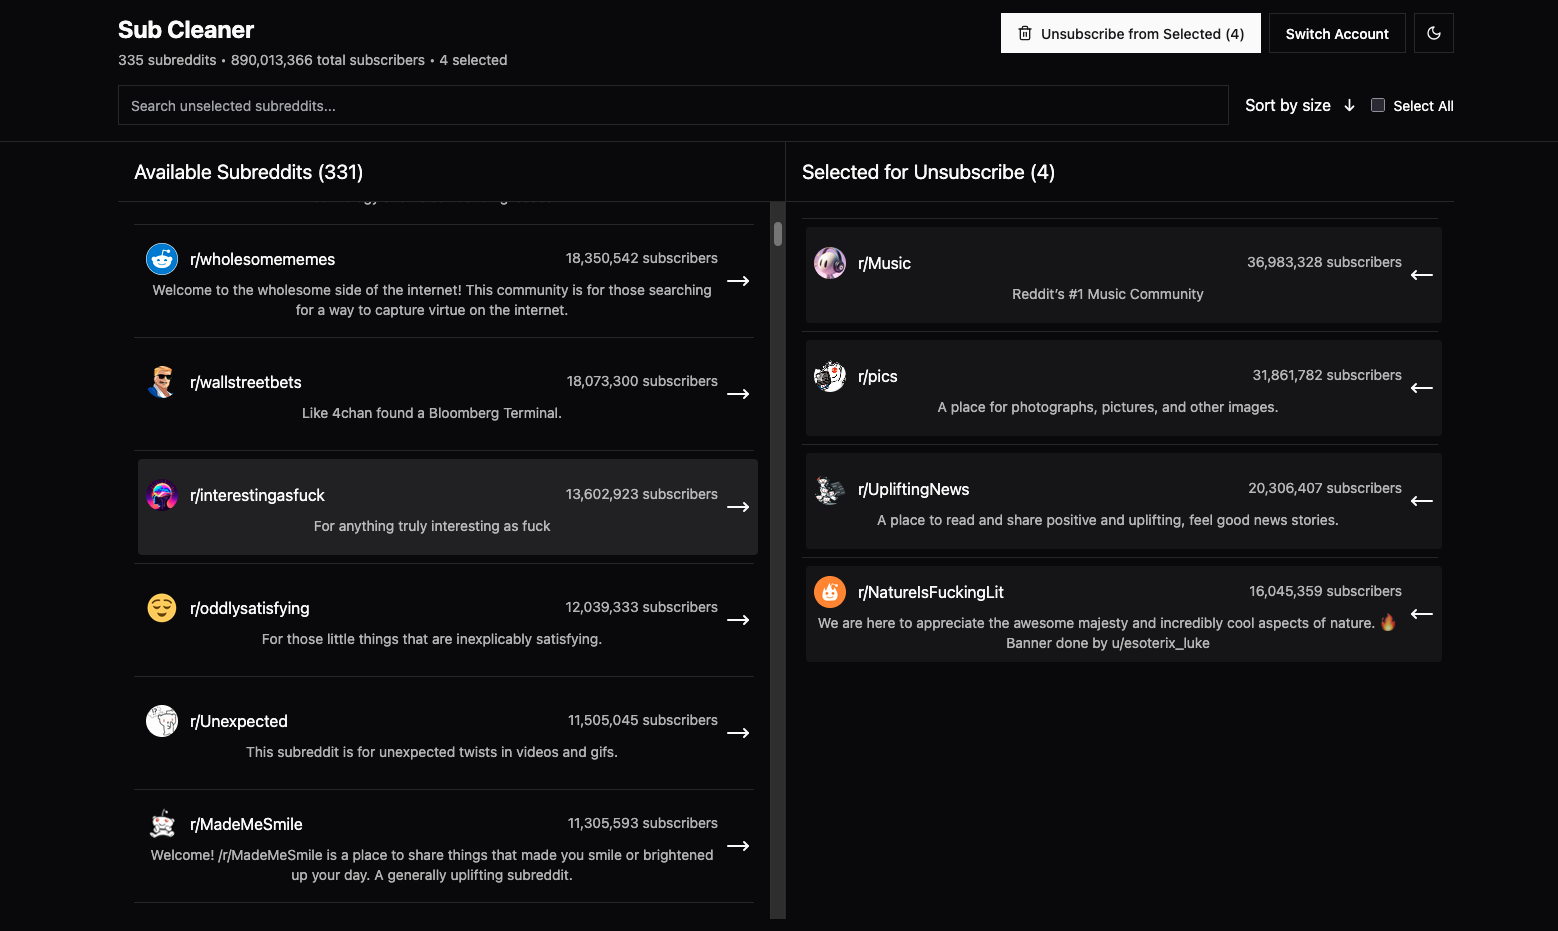 Sub Cleaner
335 subreddits • 890,013,366 total subscribers • 4 selected
Unsubscribe from Selected (4)
Switch Account
Search unselected subreddits...
Sort by size ↓
Select All
Available Subreddits (331)
r/wholesomememes
18,350,542 subscribers
Welcome to the wholesome side of the internet! This community is for those searching
for a way to capture virtue on the internet.
r/wallstreetbets
18,073,300 subscribers
Like 4chan found a Bloomberg Terminal.
r/interestingasfuck
13,602,923 subscribers
For anything truly interesting as fuck
r/oddlysatisfying
12,039,333 subscribers
For those little things that are inexplicably satisfying.
r/Unexpected
11,505,045 subscribers
This subreddit is for unexpected twists in videos and gifs.
r/MadeMeSmile
11,305,593 subscribers
Welcome! /r/MadeMeSmile is a place to share things that made you smile or brightened
up your day. A generally uplifting subreddit.
Selected for Unsubscribe (4)
r/Music
36,983,328 subscribers
Reddit’s #1 Music Community
r/pics
31,861,782 subscribers
A place for photographs, pictures, and other images.
r/UpliftingNews
20,306,407 subscribers
A place to read and share positive and uplifting, feel good news stories.
r/NatureIsFuckingLit
16,045,359 subscribers
We are here to appreciate the awesome majesty and incredibly cool aspects of nature. 🔥
Banner done by u/esoterix_luke